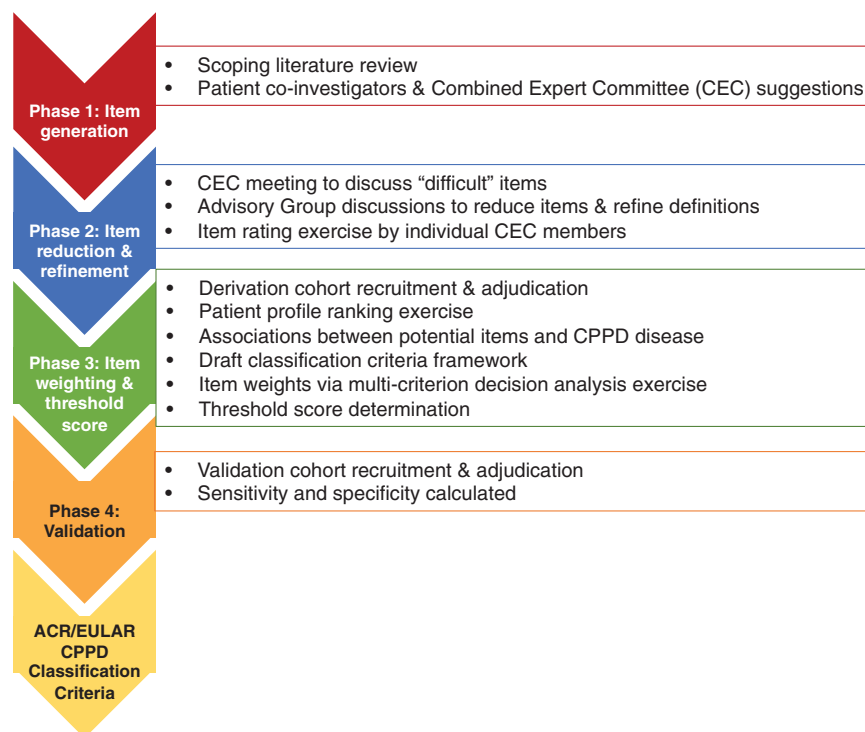 Phase 1: Item
generation
• Scoping literature review
• Patient co-investigators & Combined Expert Committee (CEC) suggestions
Phase 2: Item
reduction &
refinement
• CEC meeting to discuss “difficult” items
• Advisory Group discussions to reduce items & refine definitions
• Item rating exercise by individual CEC members
Phase 3: Item
weighting &
threshold
score
• Derivation cohort recruitment & adjudication
• Patient profile ranking exercise
• Associations between potential items and CPPD disease
• Draft classification criteria framework
• Item weights via multi-criterion decision analysis exercise
• Threshold score determination
Phase 4:
Validation
• Validation cohort recruitment & adjudication
• Sensitivity and specificity calculated
ACR/EULAR
CPPD
Classification
Criteria